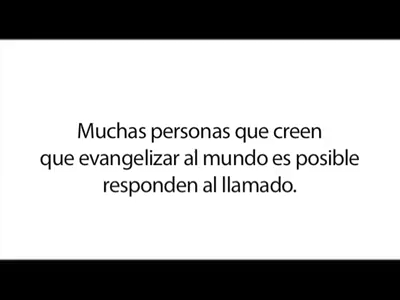 Muchas personas que creen
que evangelizar al mundo es posible
responden al llamado.